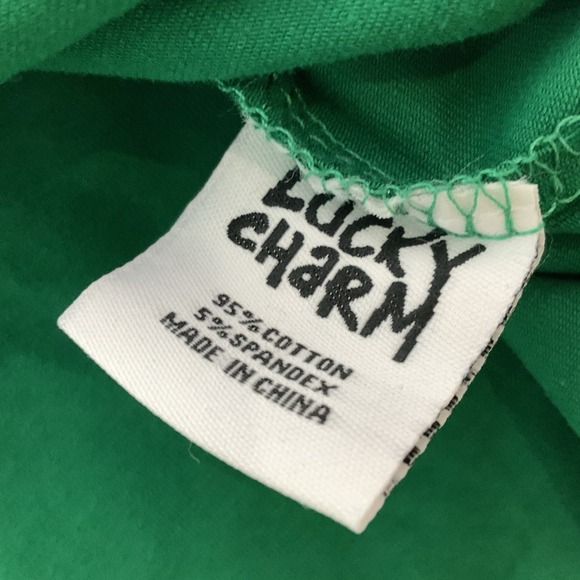 LUCKY
CHARM
95% COTTON
5% SPANDEX
MADE IN CHINA